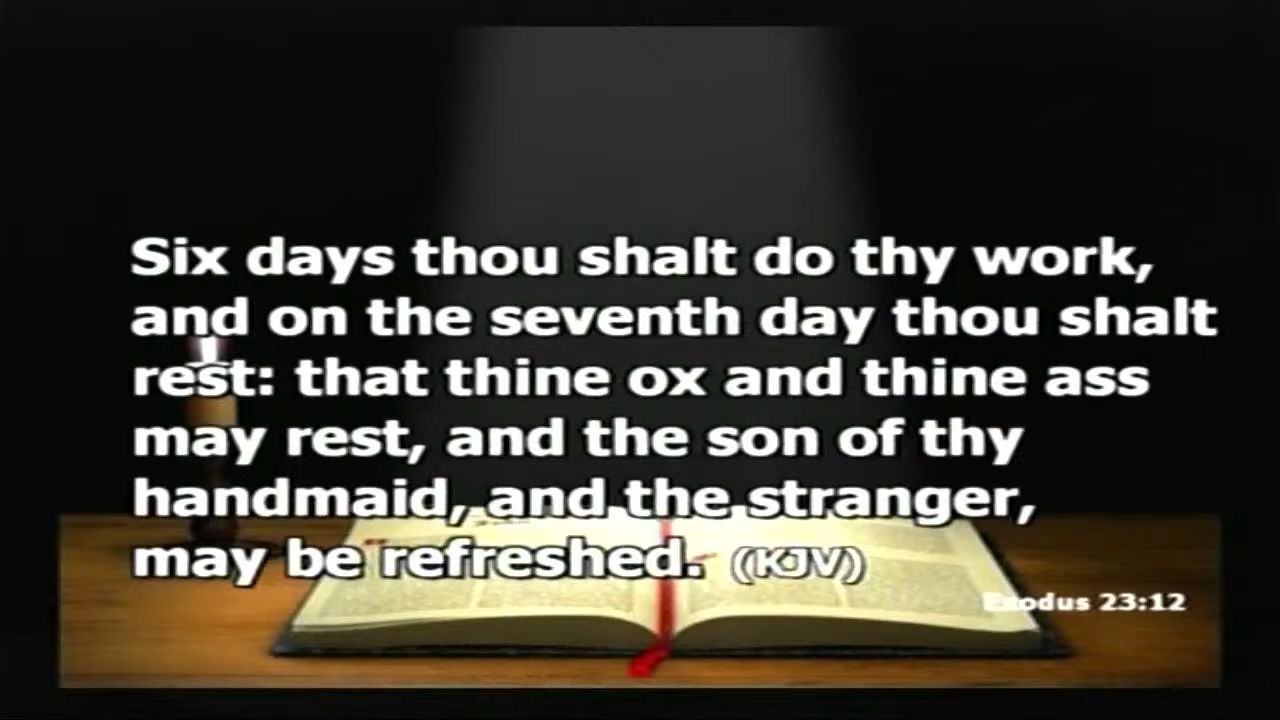 Six days thou shalt do thy work,
and on the seventh day thou shalt
rest: that thine ox and thine ass
may rest, and the son of thy
handmaid, and the stranger,
may be refreshed. (KJV)
Exodus 23:12